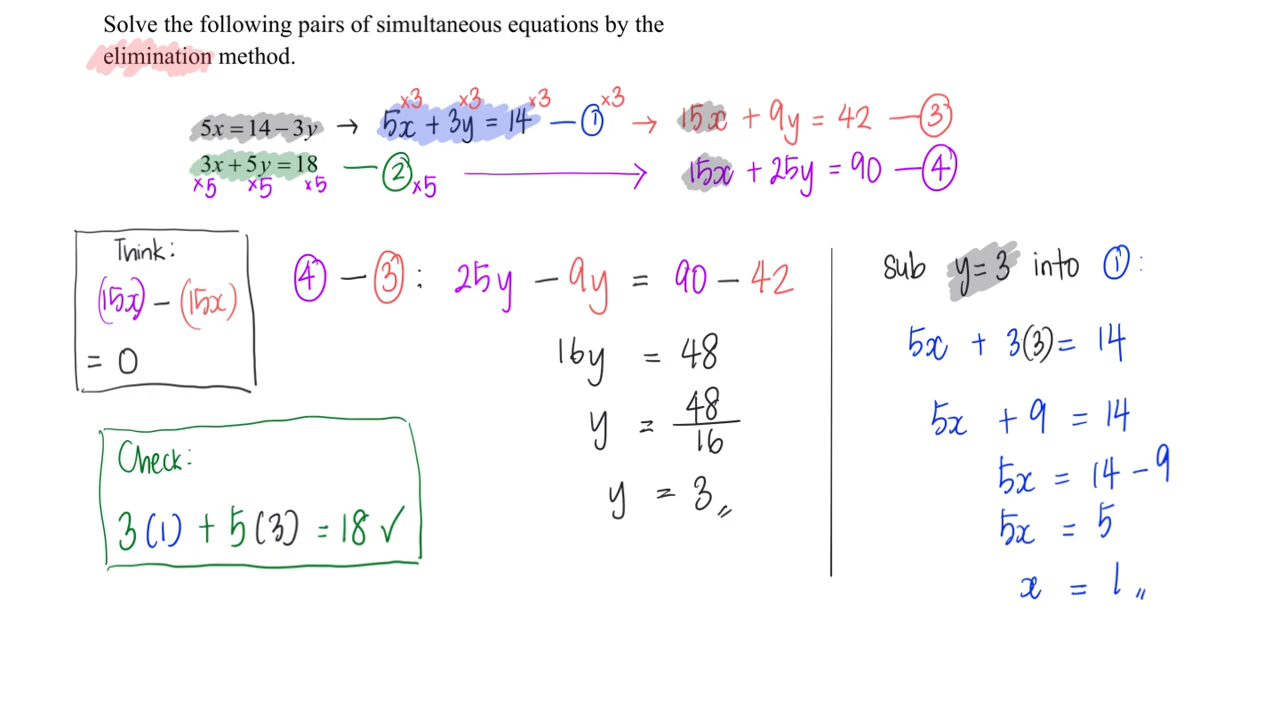 Solve the following pairs of simultaneous equations by the
elimination method.
×3 ×3 ×3 ×3
5x = 14 − 3y → 5x + 3y = 14 — ① → 15x + 9y = 42 — ③
3x + 5y = 18 — ② ⟶ 15x + 25y = 90 — ④
×5 ×5 ×5 ×5
Think:
(15x) − (15x)
= 0
④ − ③ : 25y − 9y = 90 − 42
16y = 48
y = 48/16
y = 3 〃
Check:
3(1) + 5(3) = 18 ✓
Sub y = 3 into ① :
5x + 3(3) = 14
5x + 9 = 14
5x = 14 − 9
5x = 5
x = 1 〃